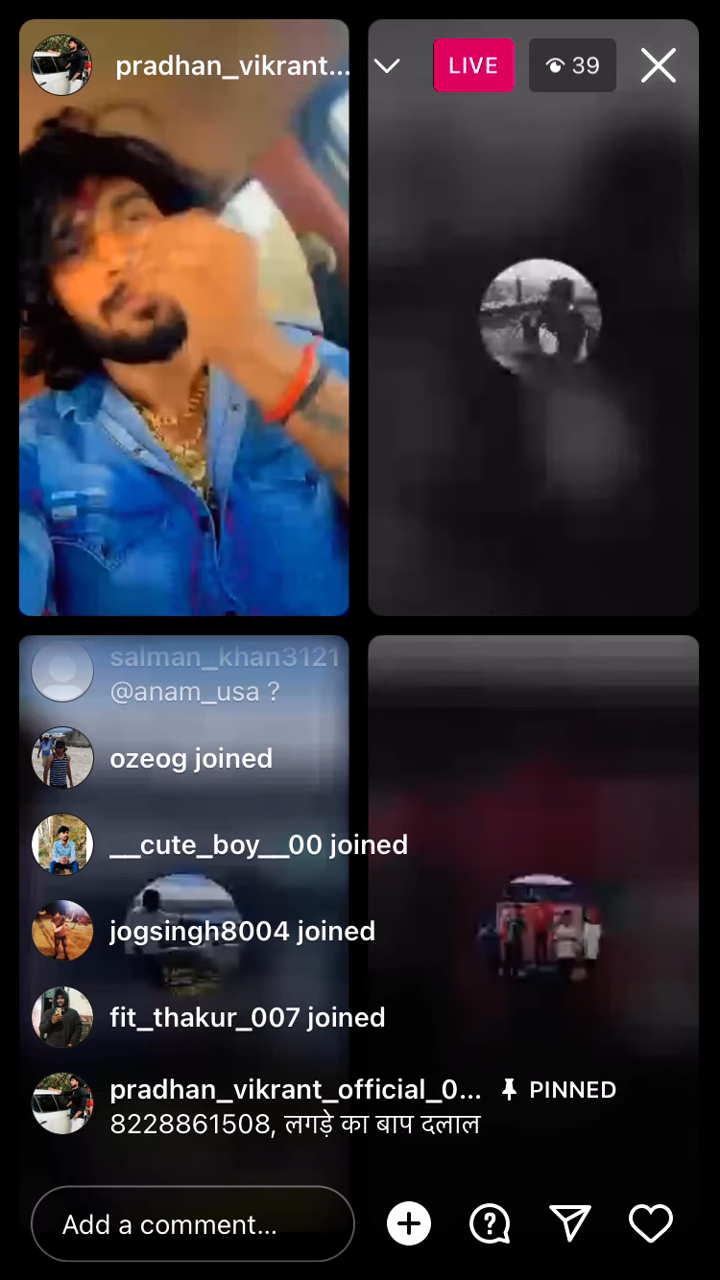 pradhan_vikrant...
LIVE
39
salman_khan3121
@anam_usa ?
ozeog joined
__cute_boy__00 joined
jogsingh8004 joined
fit_thakur_007 joined
pradhan_vikrant_official_0... PINNED
8228861508, लगड़े का बाप दलाल
Add a comment...